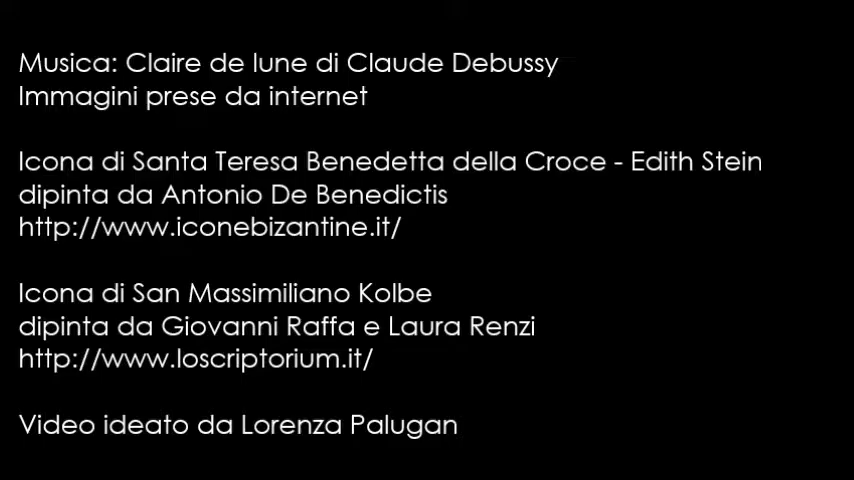 Musica: Claire de lune di Claude Debussy
Immagini prese da internet
Icona di Santa Teresa Benedetta della Croce - Edith Stein
dipinta da Antonio De Benedictis
http://www.iconebizantine.it/
Icona di San Massimiliano Kolbe
dipinta da Giovanni Raffa e Laura Renzi
http://www.loscriptorium.it/
Video ideato da Lorenza Palugan